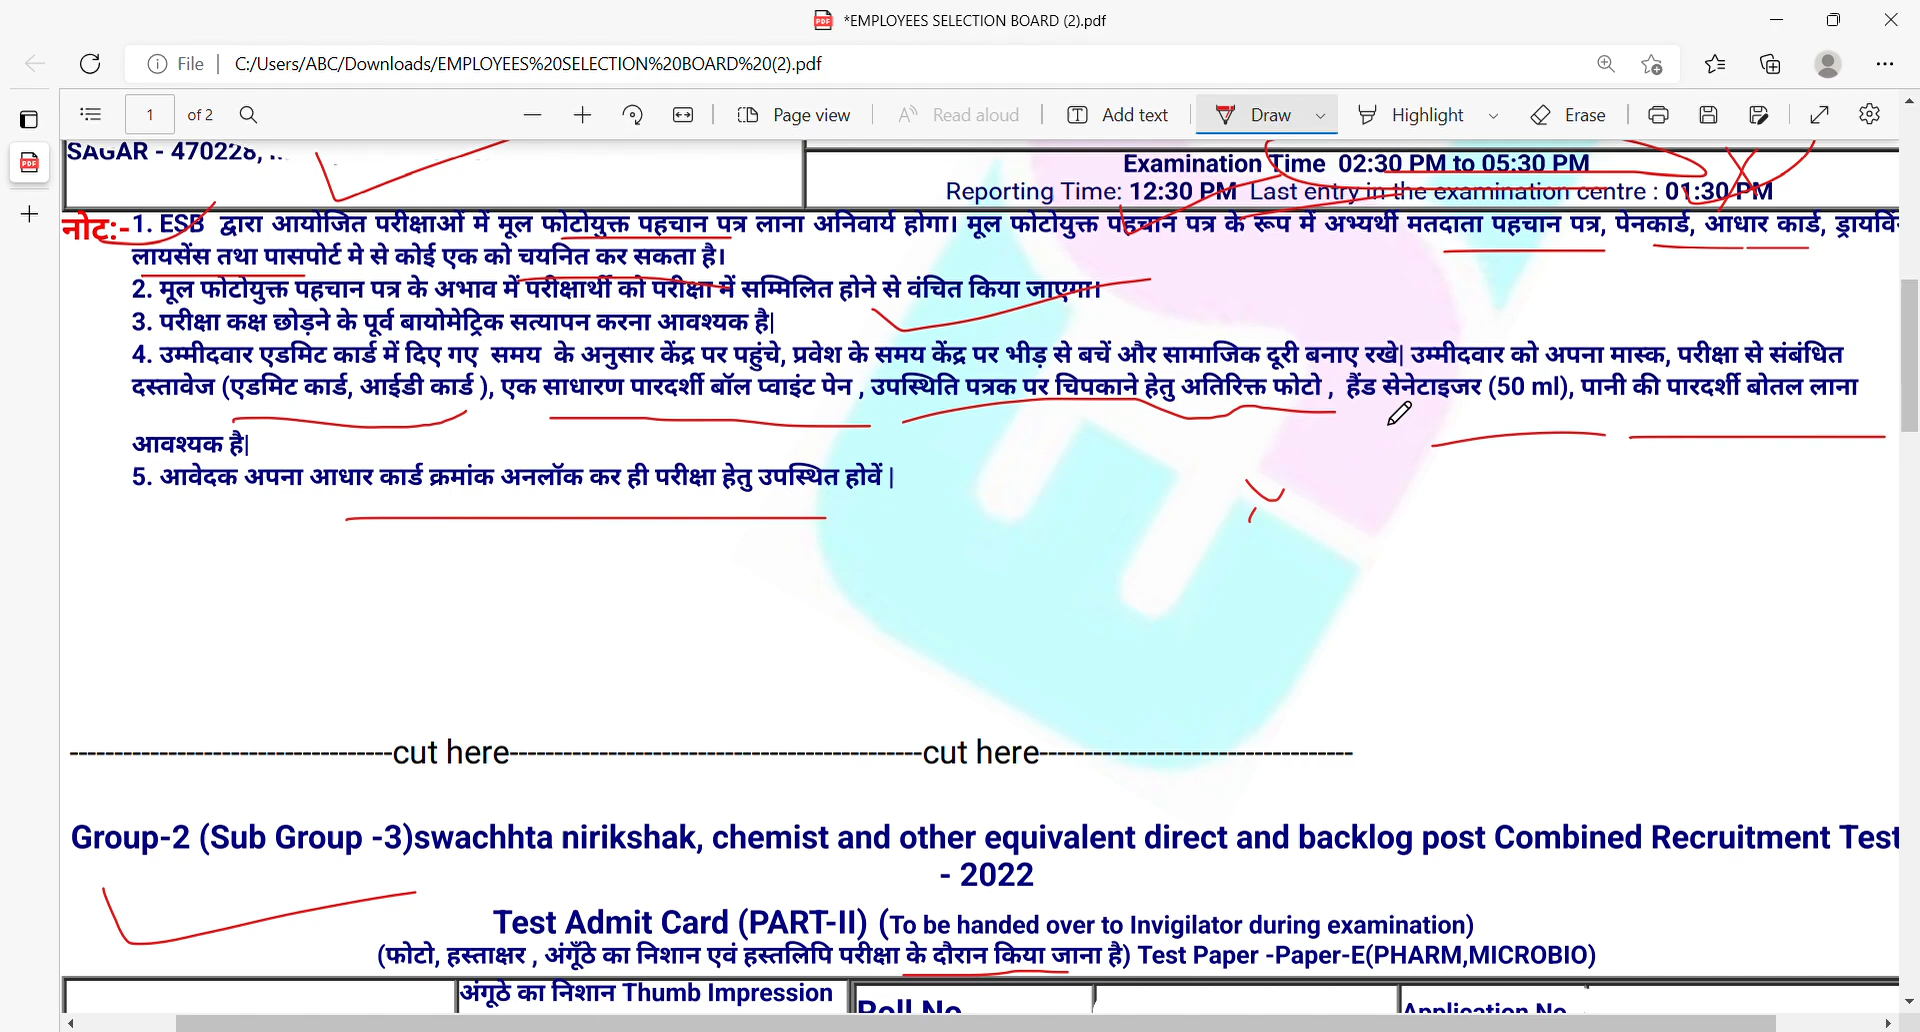 *EMPLOYEES SELECTION BOARD (2).pdf
File C:/Users/ABC/Downloads/EMPLOYEES%20SELECTION%20BOARD%20(2).pdf
1 of 2 Page view Read aloud Add text Draw Highlight Erase
SAGAR - 470228,
Examination Time 02:30 PM to 05:30 PM
Reporting Time: 12:30 PM Last entry in the examination centre : 01:30 PM
नोट:- 1. ESB द्वारा आयोजित परीक्षाओं में मूल फोटोयुक्त पहचान पत्र लाना अनिवार्य होगा। मूल फोटोयुक्त पहचान पत्र के रूप में अभ्यर्थी मतदाता पहचान पत्र, पेनकार्ड, आधार कार्ड,
लायसेंस तथा पासपोर्ट मे से कोई एक को चयनित कर सकता है।
2. मूल फोटोयुक्त पहचान पत्र के अभाव में परीक्षार्थी को परीक्षा में सम्मिलित होने से वंचित किया जाएगा।
3. परीक्षा कक्ष छोड़ने के पूर्व बायोमेट्रिक सत्यापन करना आवश्यक है|
4. उम्मीदवार एडमिट कार्ड में दिए गए समय के अनुसार केंद्र पर पहुंचे, प्रवेश के समय केंद्र पर भीड़ से बचें और सामाजिक दूरी बनाए रखे| उम्मीदवार को अपना मास्क, परीक्षा से संबंधित
दस्तावेज (एडमिट कार्ड, आईडी कार्ड ), एक साधारण पारदर्शी बॉल प्वाइंट पेन , उपस्थिति पत्रक पर चिपकाने हेतु अतिरिक्त फोटो , हैंड सेनेटाइजर (50 ml), पानी की पारदर्शी बोतल लाना
आवश्यक है|
5. आवेदक अपना आधार कार्ड क्रमांक अनलॉक कर ही परीक्षा हेतु उपस्थित होवें |
------------------------------------cut here----------------------------------------------cut here-----------------------------------
Group-2 (Sub Group -3)swachhta nirikshak, chemist and other equivalent direct and backlog post Combined Recruitment Test
- 2022
Test Admit Card (PART-II) (To be handed over to Invigilator during examination)
(फोटो, हस्ताक्षर , अंगूँठे का निशान एवं हस्तलिपि परीक्षा के दौरान किया जाना है) Test Paper -Paper-E(PHARM,MICROBIO)
अंगूठे का निशान Thumb Impression
Roll No
Application No